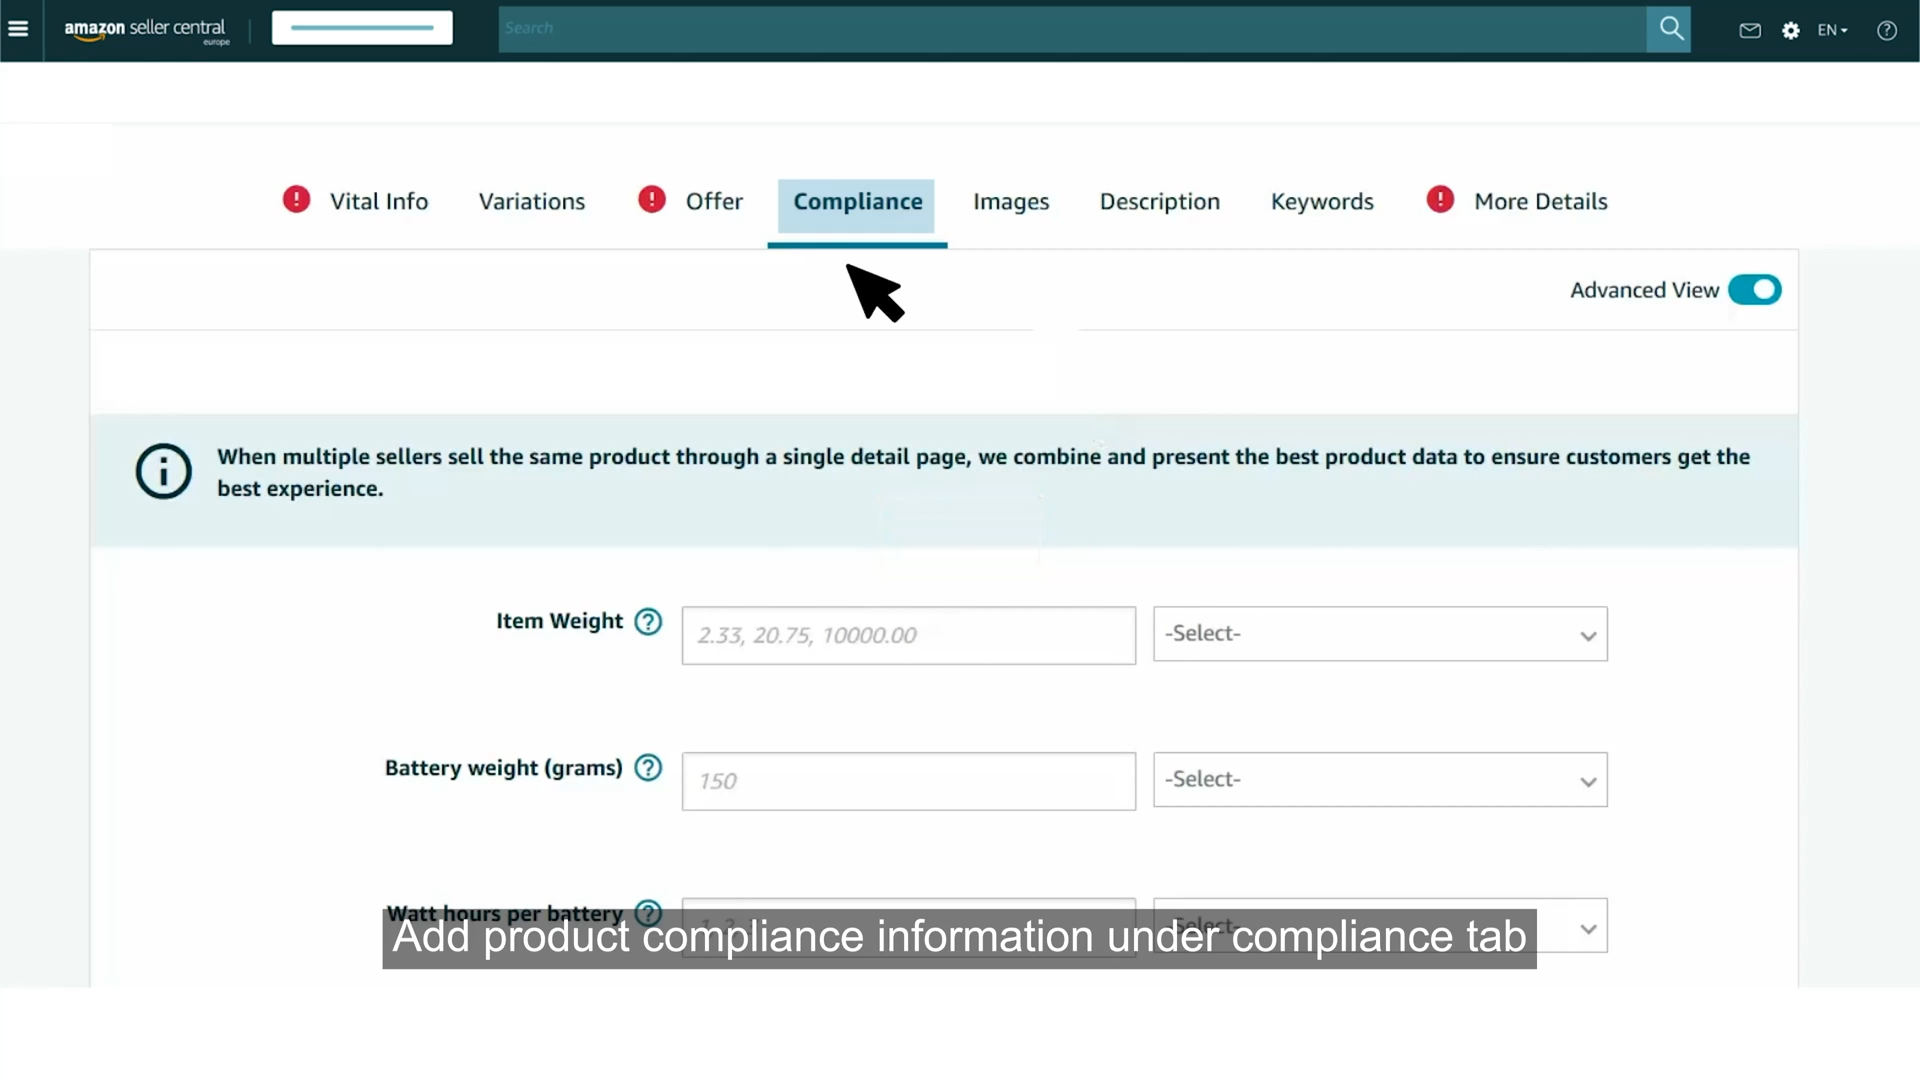 amazon seller central
europe
Search
EN
Vital Info
Variations
Offer
Compliance
Images
Description
Keywords
More Details
Advanced View
When multiple sellers sell the same product through a single detail page, we combine and present the best product data to ensure customers get the
best experience.
Item Weight
2.33, 20.75, 10000.00
-Select-
Battery weight (grams)
150
-Select-
Watt hours per battery
-Select-
Add product compliance information under compliance tab